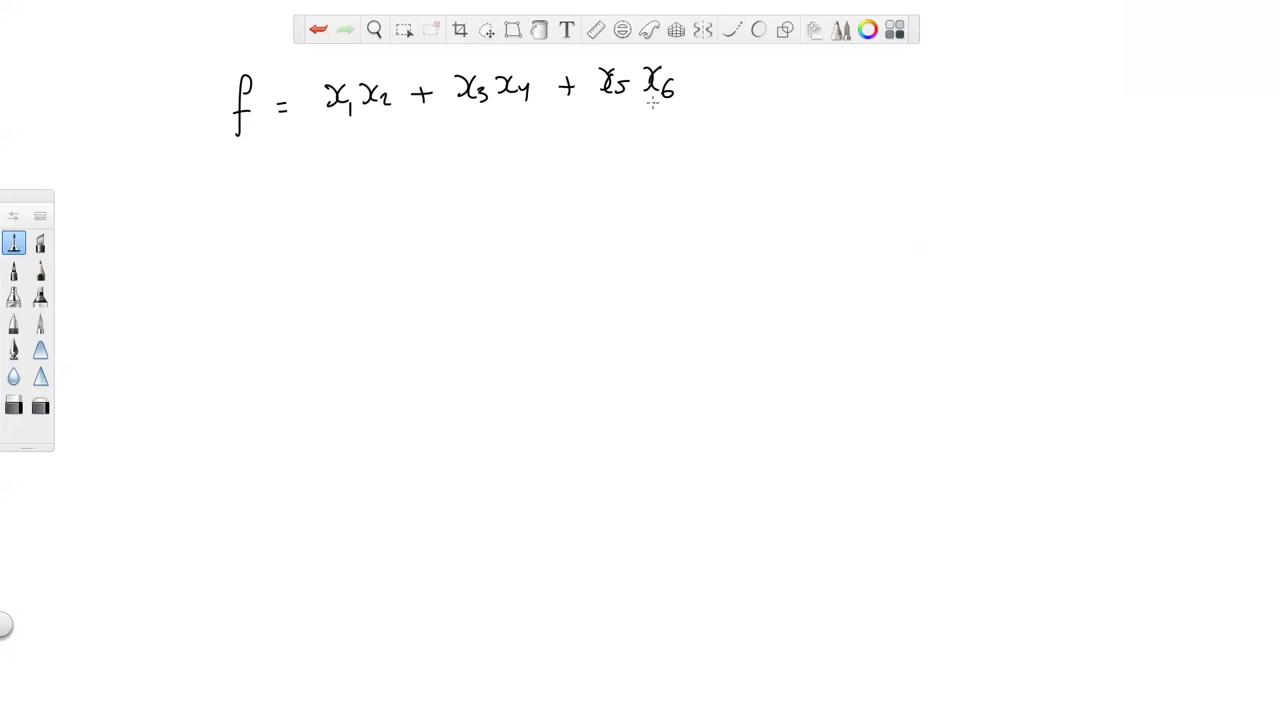 f = x₁x₂ + x₃x₄ + x₅x₆